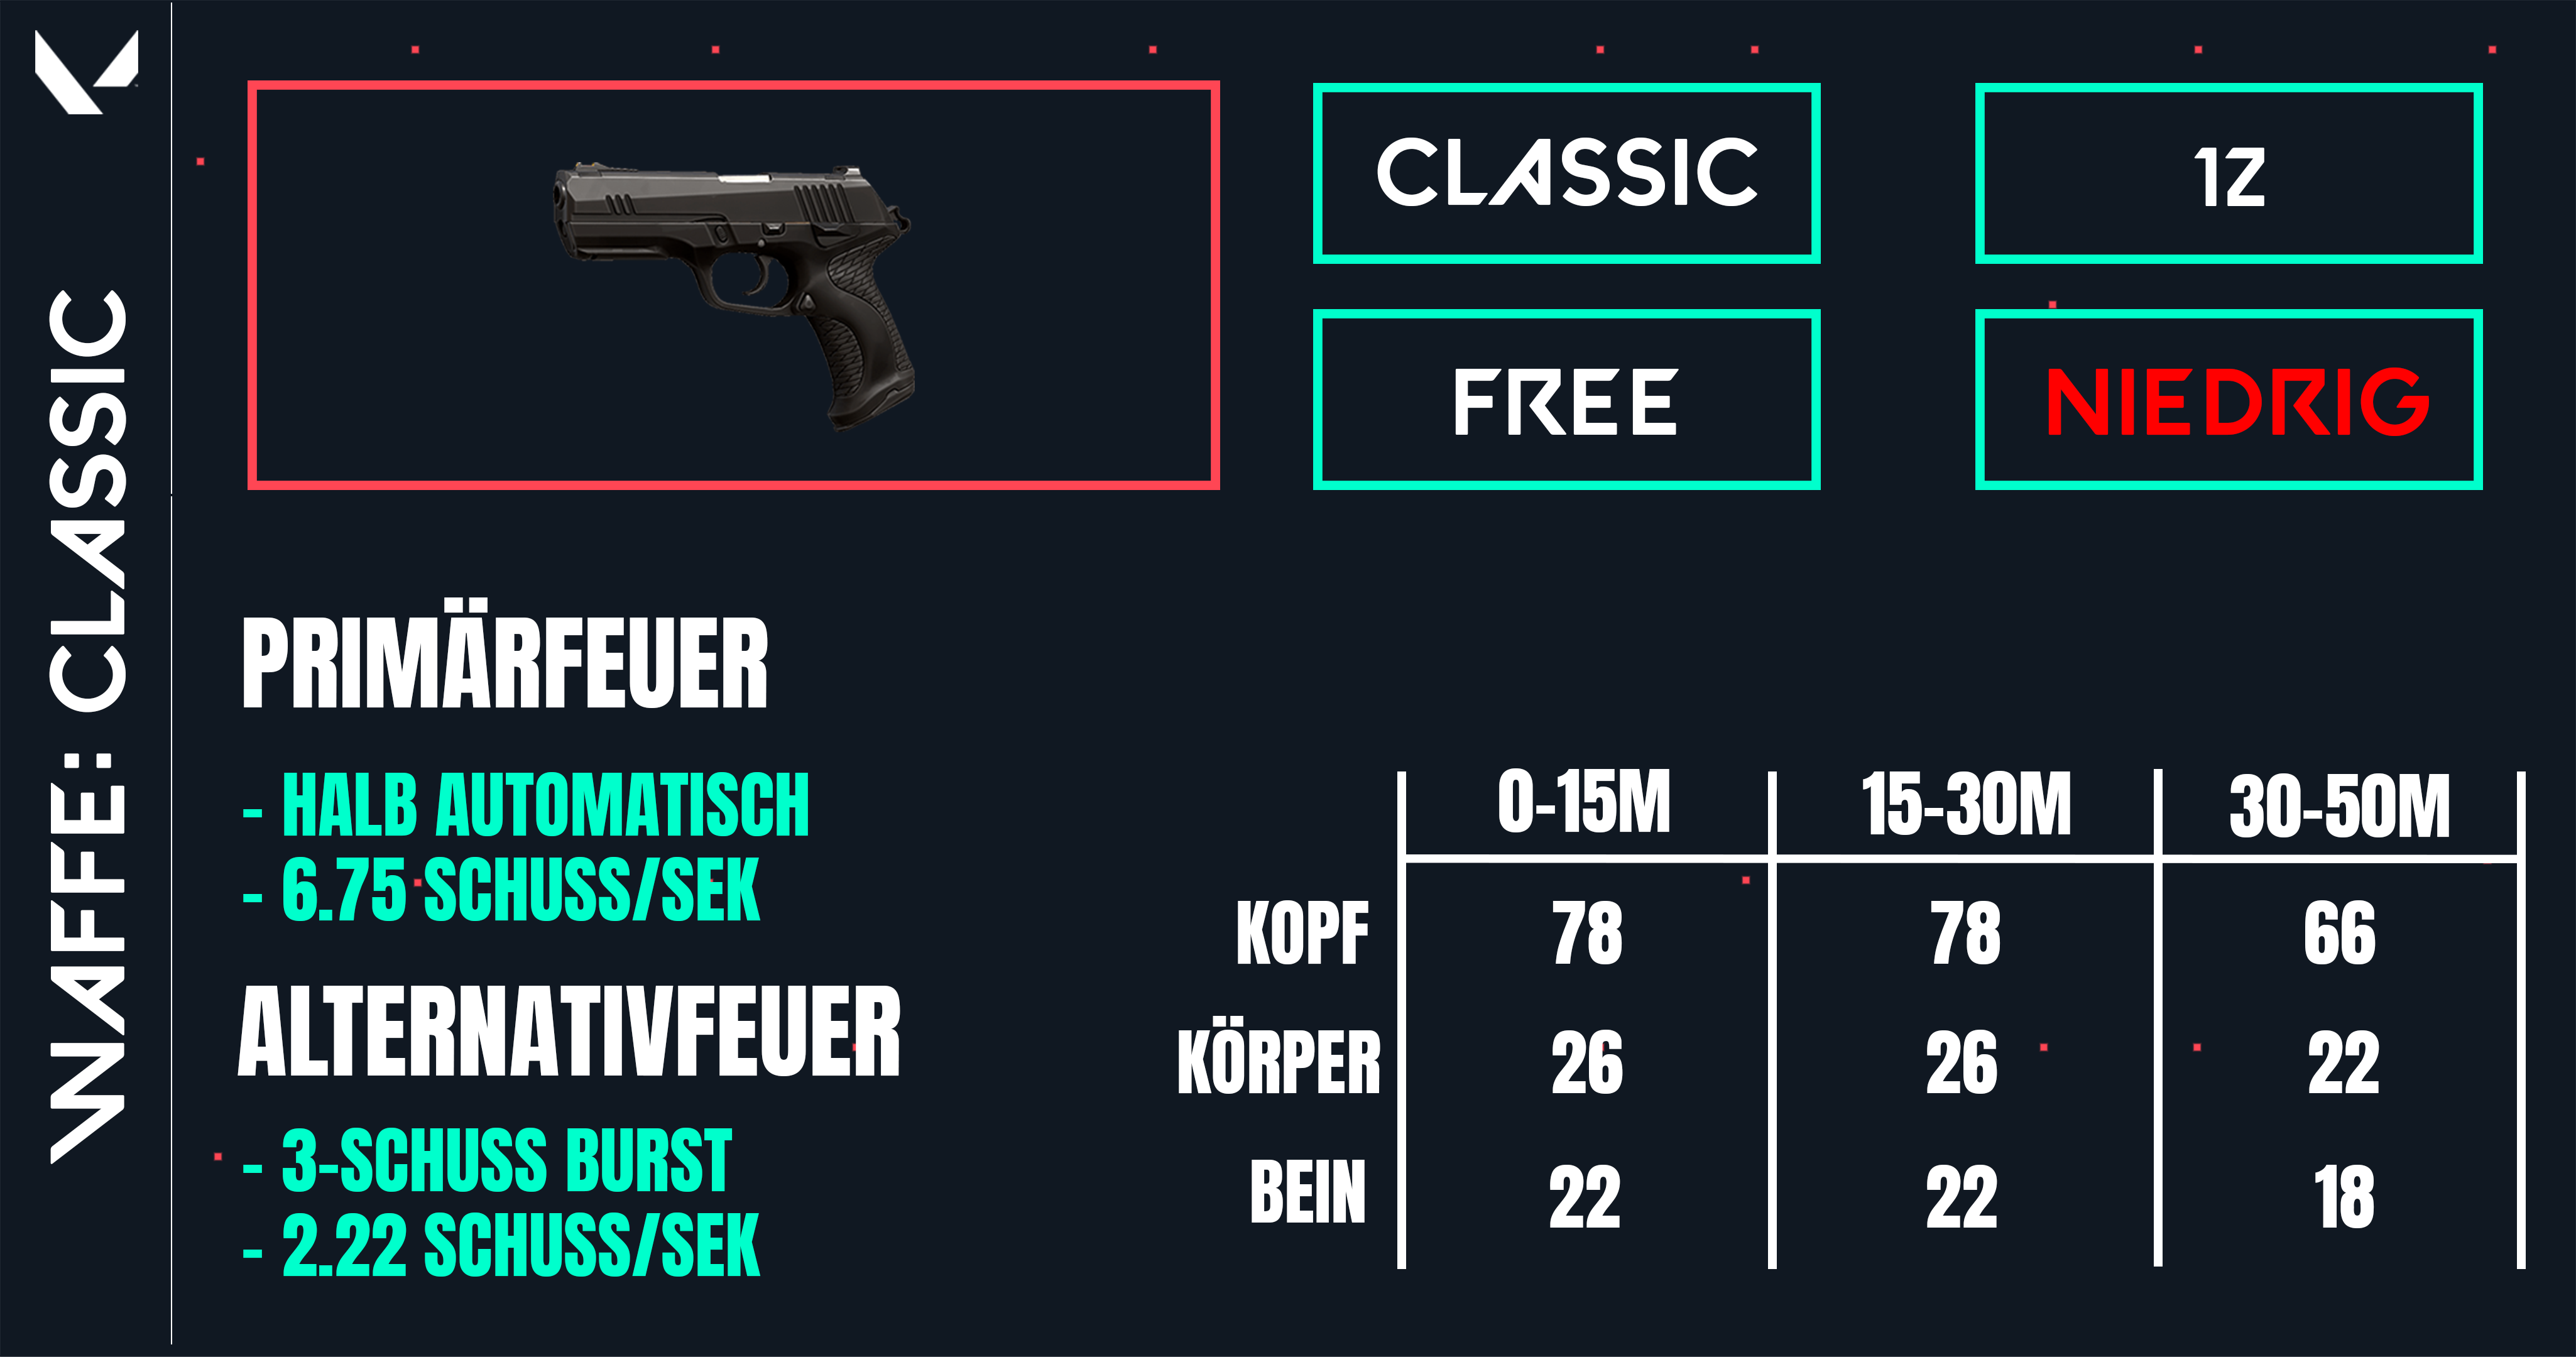 WAFFE: CLASSIC
CLASSIC
12
FREE
NIEDRIG
PRIMÄRFEUER
- HALB AUTOMATISCH
- 6.75 SCHUSS/SEK
ALTERNATIVFEUER
- 3-SCHUSS BURST
- 2.22 SCHUSS/SEK
0-15M 15-30M 30-50M
KOPF 78 78 66
KÖRPER 26 26 22
BEIN 22 22 18